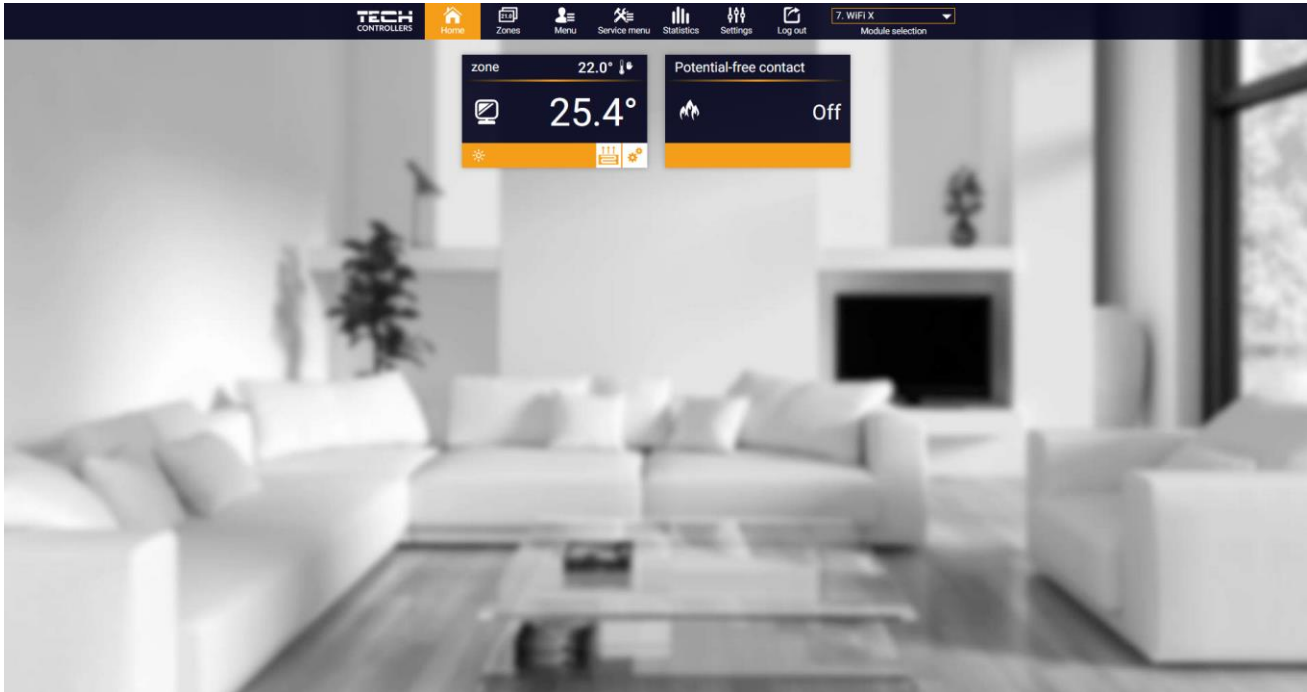 TECH
CONTROLLERS
Home
Zones
Menu
Service menu
Statistics
Settings
Log out
7. WiFi X
Module selection
zone 22.0°
25.4°
Potential-free contact
Off